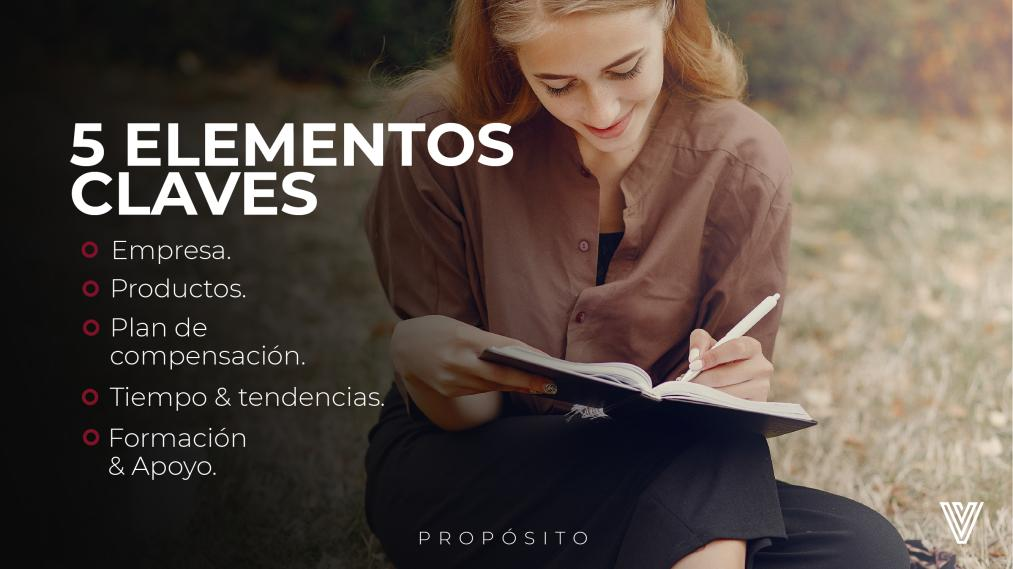 5 ELEMENTOS
CLAVES
Empresa.
Productos.
Plan de
compensación.
Tiempo & tendencias.
Formación
& Apoyo.
PROPÓSITO